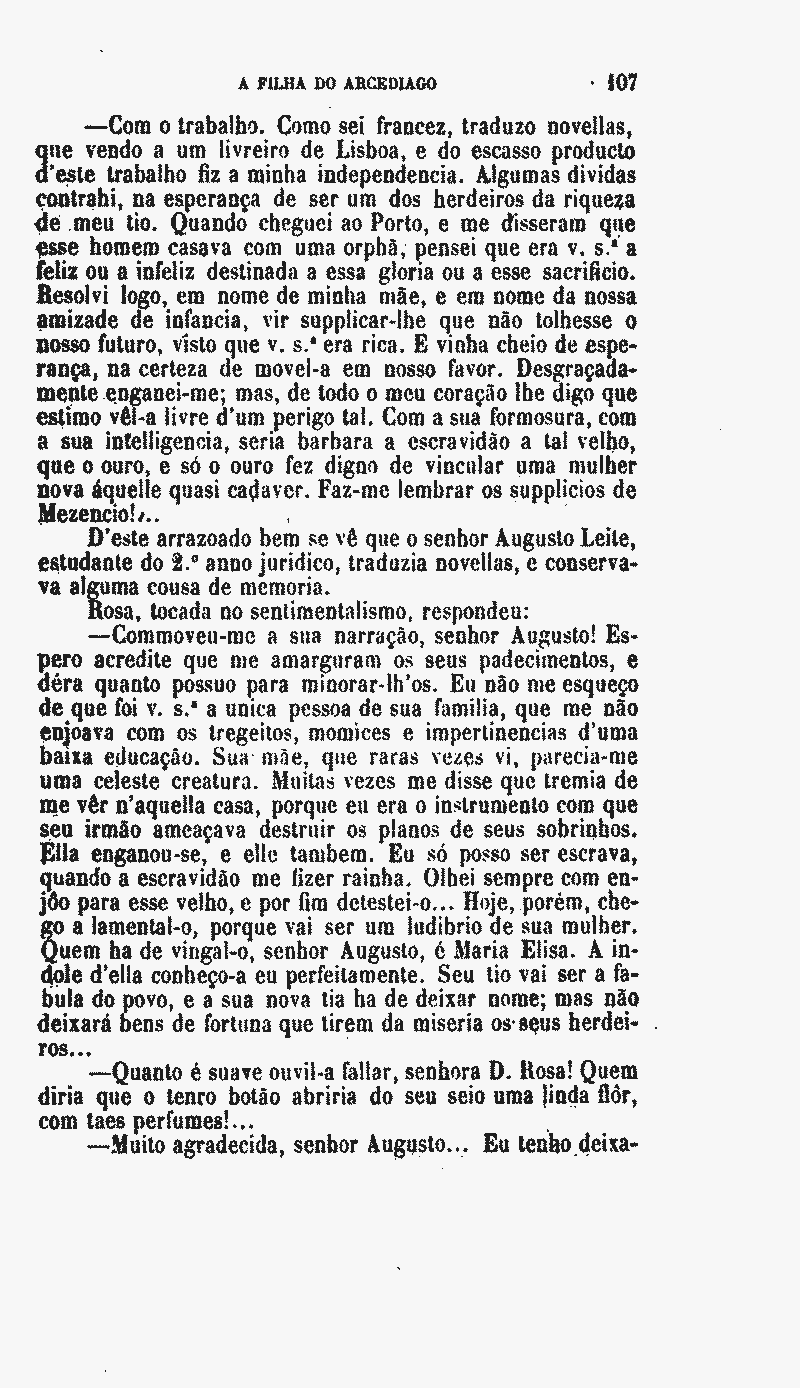 A FILHA DO ARCEDIAGO 107
—Com o trabalho. Como sei francez, traduzo novellas,
que vendo a um livreiro de Lisboa, e do escasso producto
d'este trabalho fiz a minha independencia. Algumas dividas
contrahi, na esperança de ser um dos herdeiros da riqueza
de meu tio. Quando cheguei ao Porto, e me disseram que
esse homem casava com uma orphã, pensei que era v. s.ª a
feliz ou a infeliz destinada a essa gloria ou a esse sacrificio.
Resolvi logo, em nome de minha mãe, e em nome da nossa
amizade de infancia, vir supplicar-lhe que não tolhesse o
nosso futuro, visto que v. s.ª era rica. E vinha cheio de espe-
rança, na certeza de movel-a em nosso favor. Desgraçada-
mente enganei-me; mas, de todo o meu coração lhe digo que
estimo vêl-a livre d'um perigo tal. Com a sua formosura, com
a sua intelligencia, seria barbara a escravidão a tal velho,
que o ouro, e só o ouro fez digno de vincular uma mulher
nova áquelle quasi cadaver. Faz-me lembrar os supplicios de
Mezencio!...
D'este arrazoado bem se vê que o senhor Augusto Leite,
estudante do 2.º anno juridico, traduzia novellas, e conserva-
va alguma cousa de memoria.
Rosa, tocada no sentimentalismo, respondeu:
—Commoveu-me a sua narração, senhor Augusto! Es-
pero acredite que me amarguram os seus padecimentos, e
déra quanto possuo para minorar-lh'os. Eu não me esqueço
de que foi v. s.ª a unica pessoa de sua familia, que me não
enjoava com os tregeitos, momices e impertinencias d'uma
baixa educação. Sua mãe, que raras vezes vi, parecia-me
uma celeste creatura. Muitas vezes me disse que tremia de
me vêr n'aquella casa, porque eu era o instrumento com que
seu irmão ameaçava destruir os planos de seus sobrinhos.
Ella enganou-se, e elle tambem. Eu só posso ser escrava,
quando a escravidão me fizer rainha. Olhei sempre com en-
jôo para esse velho, e por fim detestei-o... Hoje, porém, che-
go a lamental-o, porque vai ser um ludibrio de sua mulher.
Quem ha de vingal-o, senhor Augusto, é Maria Elisa. A in-
dole d'ella conheço-a eu perfeitamente. Seu tio vai ser a fa-
bula do povo, e a sua nova tia ha de deixar nome; mas não
deixará bens de fortuna que tirem da miseria os seus herdei-
ros...
—Quanto é suave ouvil-a fallar, senhora D. Rosa! Quem
diria que o tenro botão abriria do seu seio uma linda flôr,
com taes perfumes!...
—Muito agradecida, senhor Augusto... Eu tenho deixa-